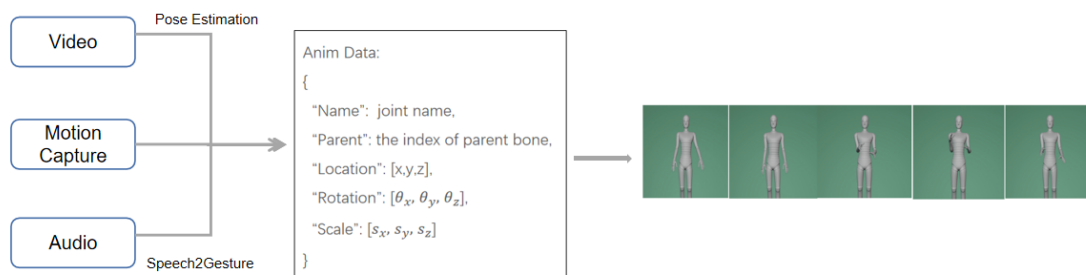 Pose Estimation
Video
Motion
Capture
Audio
Speech2Gesture
Anim Data:
{
“Name”: joint name,
“Parent”: the index of parent bone,
“Location”: [x,y,z],
“Rotation”: [θx, θy, θz],
“Scale”: [sx, sy, sz]
}